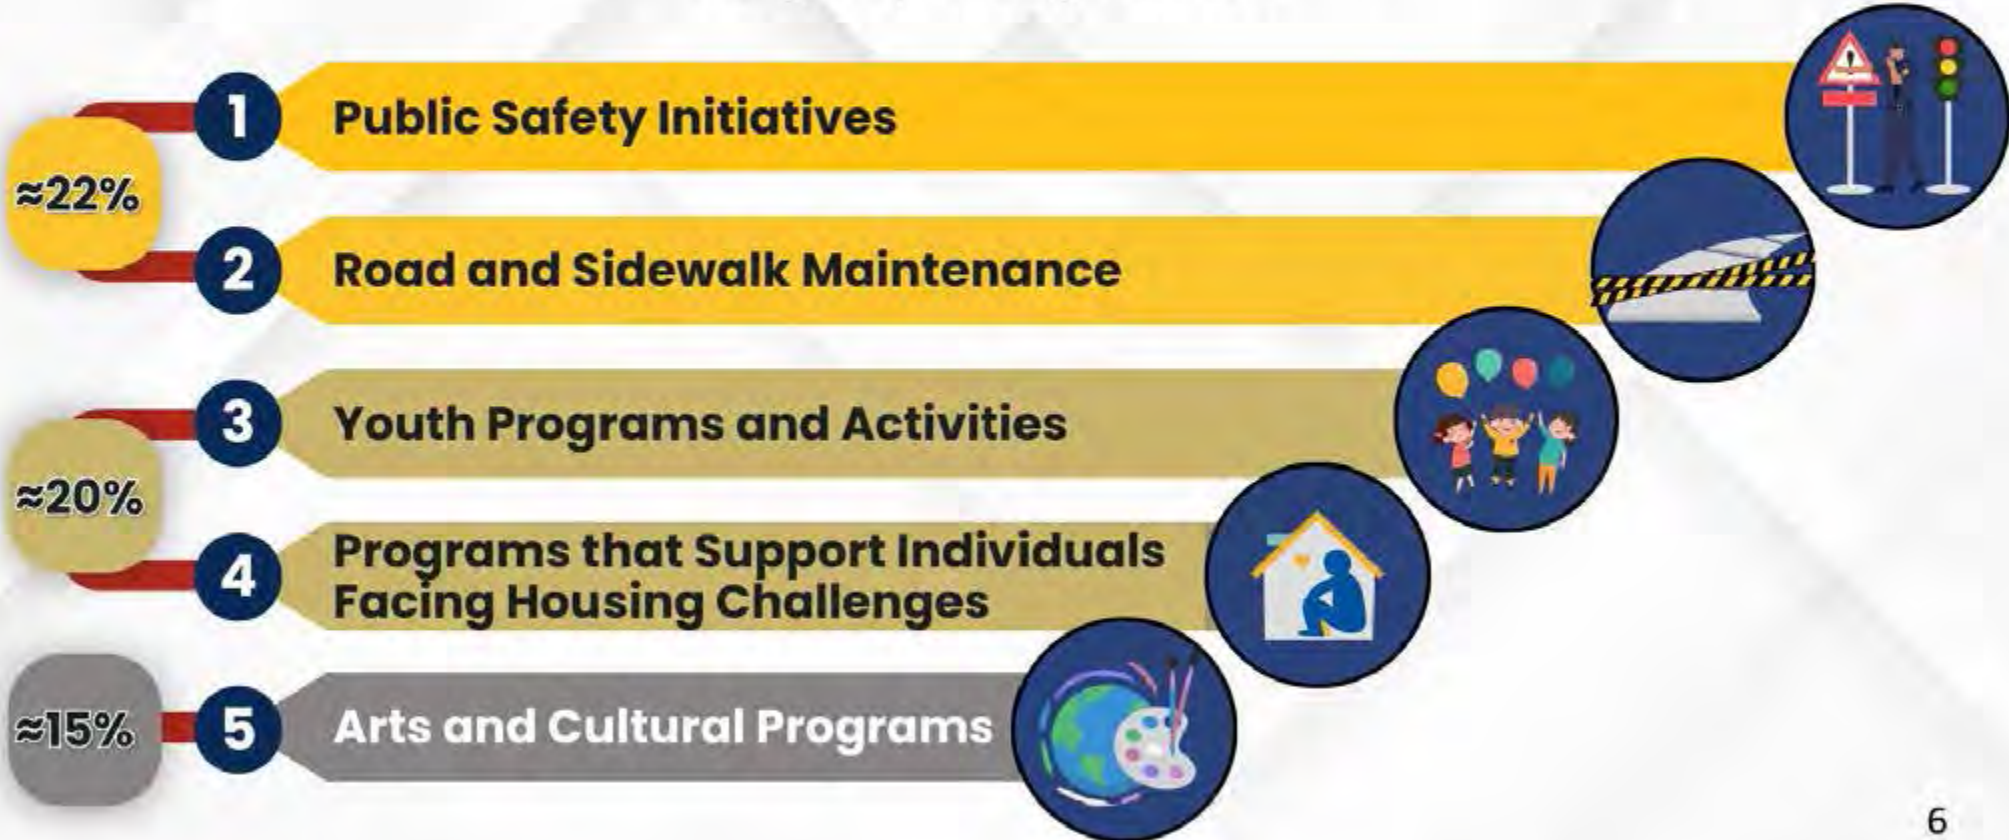 1 Public Safety Initiatives
≈22%
2 Road and Sidewalk Maintenance
3 Youth Programs and Activities
≈20%
4 Programs that Support Individuals
Facing Housing Challenges
≈15% 5 Arts and Cultural Programs
6